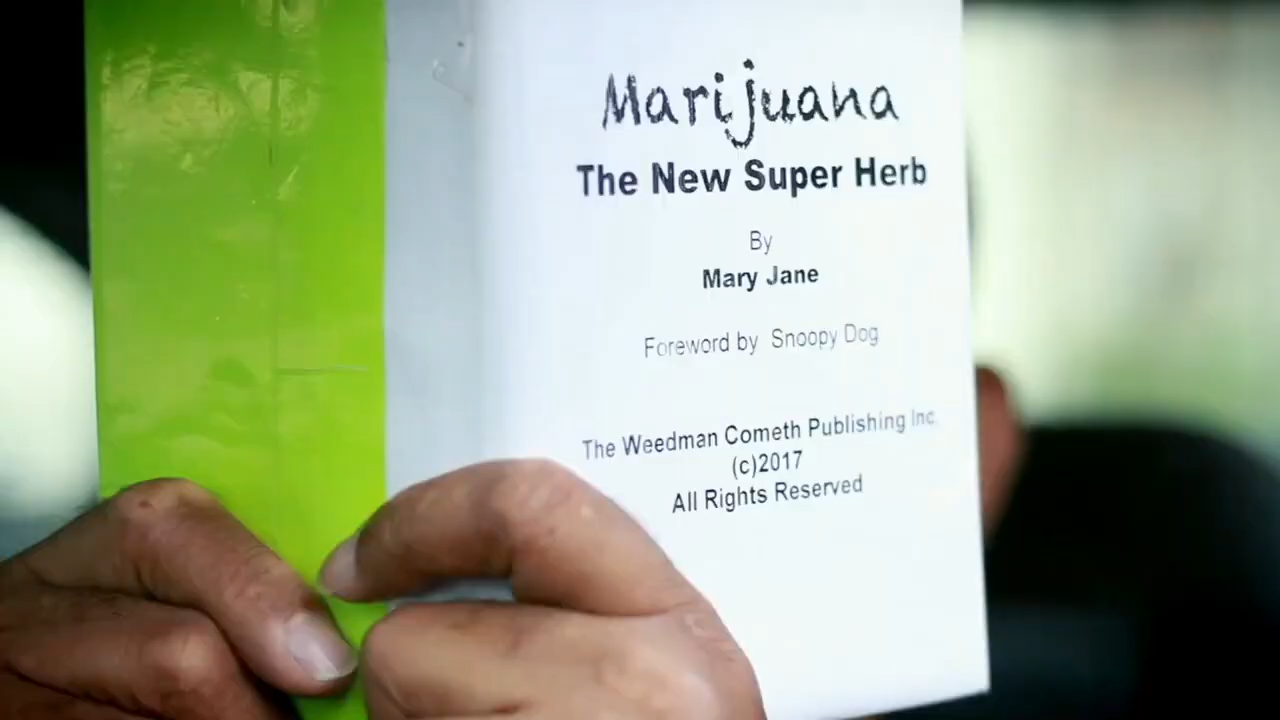 Marijuana
The New Super Herb
By
Mary Jane
Foreword by Snoopy Dog
The Weedman Cometh Publishing Inc.
(c)2017
All Rights Reserved